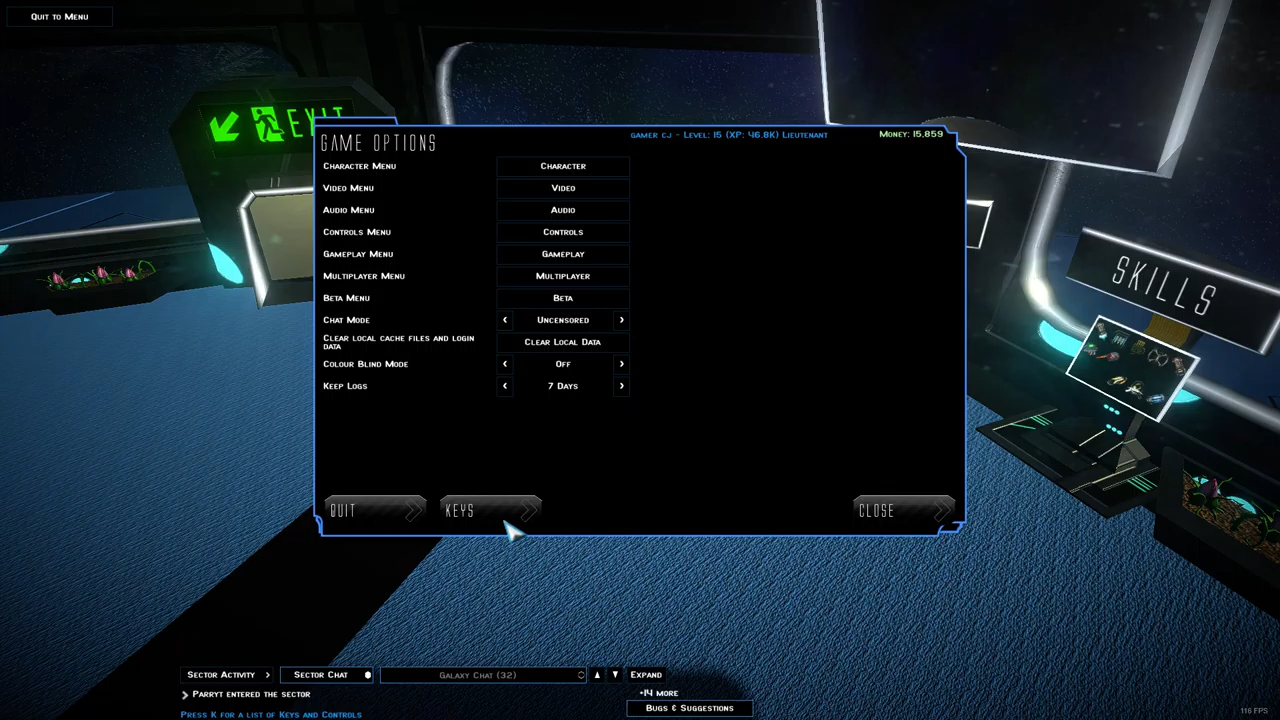 Quit to Menu
EXIT
Game Options
gamer cj - Level: 15 (XP: 46.8K) Lieutenant
Money: 15,859
Character Menu
Character
Video Menu
Video
Audio Menu
Audio
Controls Menu
Controls
Gameplay Menu
Gameplay
Multiplayer Menu
Multiplayer
Beta Menu
Beta
Chat Mode
Uncensored
Clear local cache files and login
data
Clear Local Data
Colour Blind Mode
Off
Keep Logs
7 Days
SKILLS
Quit
Keys
Close
Sector Activity
Sector Chat
Galaxy Chat (32)
Expand
Parryt entered the sector
+14 more
Press K for a list of Keys and Controls
Bugs & Suggestions
116 FPS